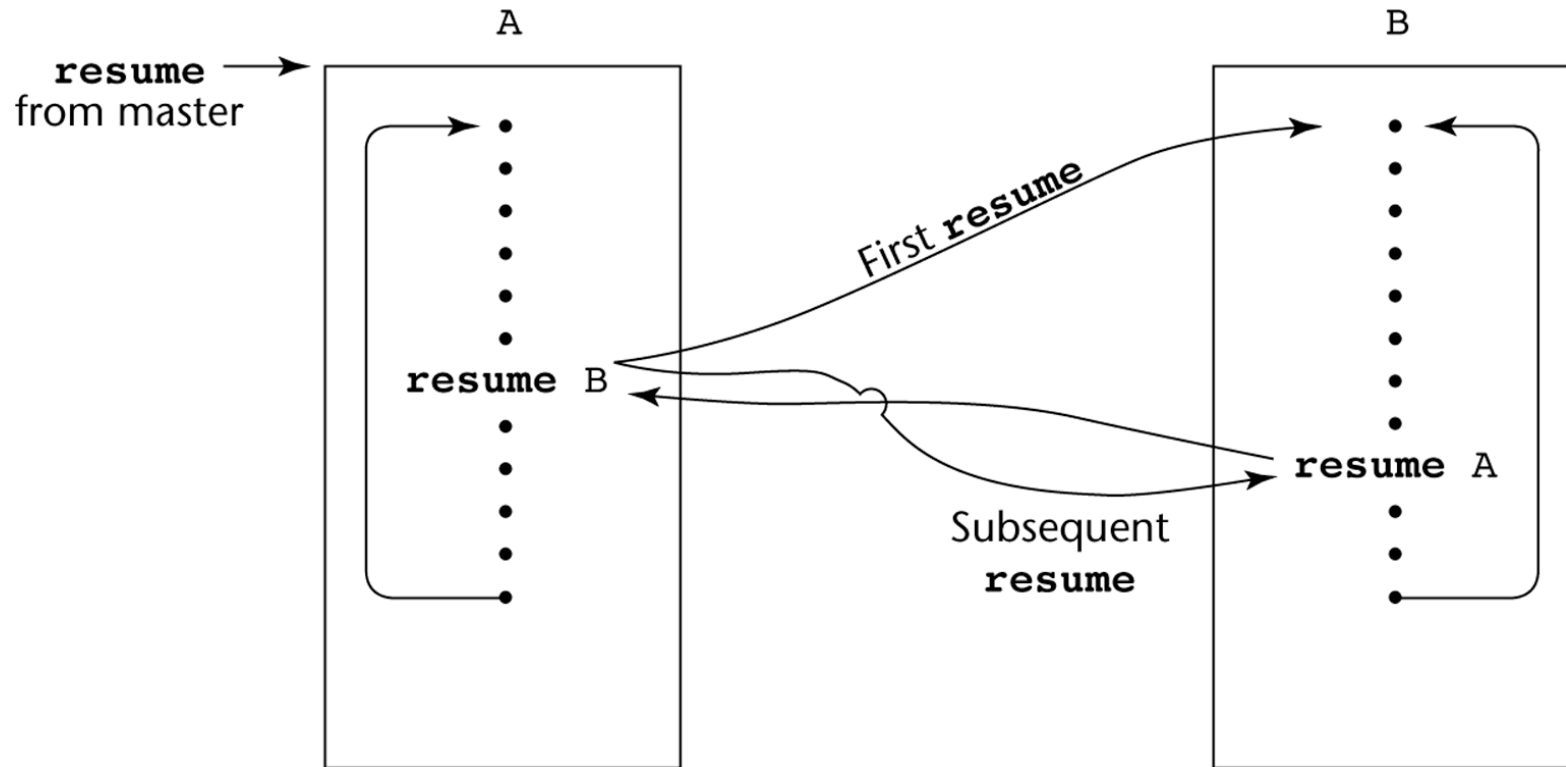 A
B
resume
from master
First resume
resume B
resume A
Subsequent
resume